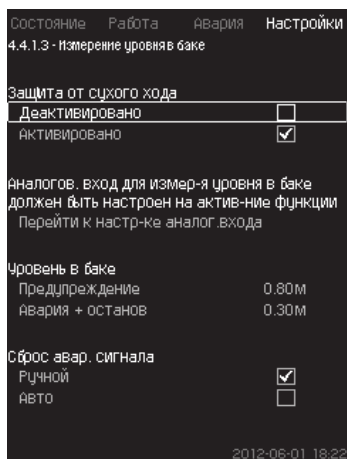 Состояние Работа Авария Настройки
4.4.1.3 - Измерение уровня в баке
Защита от сухого хода
Деактивировано
Активировано
Аналогов. вход для измер-я уровня в баке
должен быть настроен на актив-ние функции
Перейти к настр-ке аналог.входа
Уровень в баке
Предупреждение 0.80м
Авария + останов 0.30м
Сброс авар. сигнала
Ручной
Авто
2012-06-01 18:22